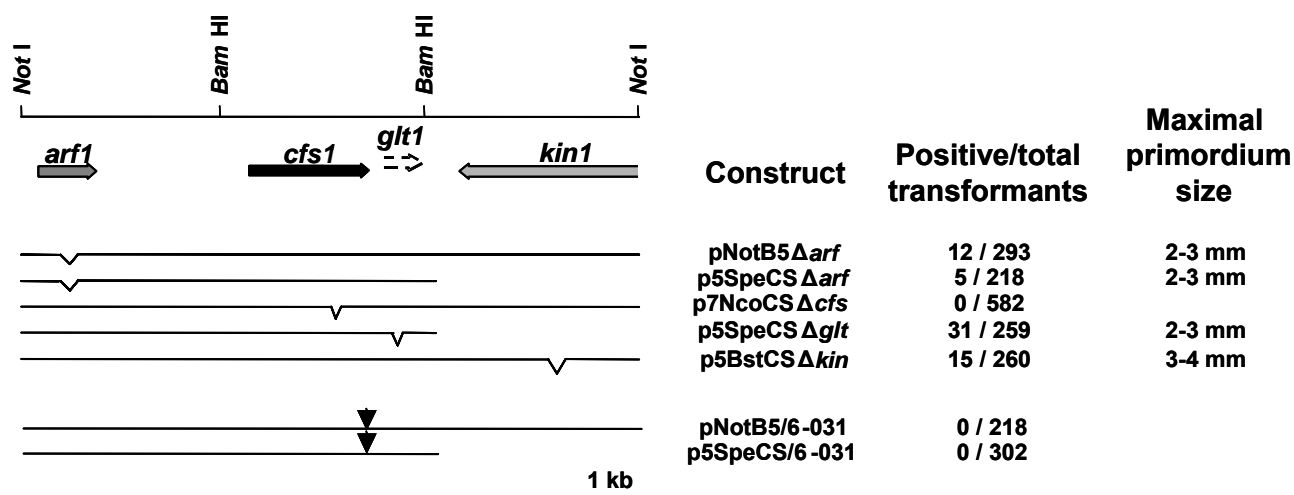 Not I
Bam HI
Bam HI
Not I
arf1
cfs1
glt1
kin1
Construct
Positive/total
transformants
Maximal
primordium
size
pNotB5Δarf 12 / 293 2-3 mm
p5SpeCSΔarf 5 / 218 2-3 mm
p7NcoCSΔcfs 0 / 582
p5SpeCSΔglt 31 / 259 2-3 mm
p5BstCSΔkin 15 / 260 3-4 mm
pNotB5/6-031 0 / 218
p5SpeCS/6-031 0 / 302
1 kb